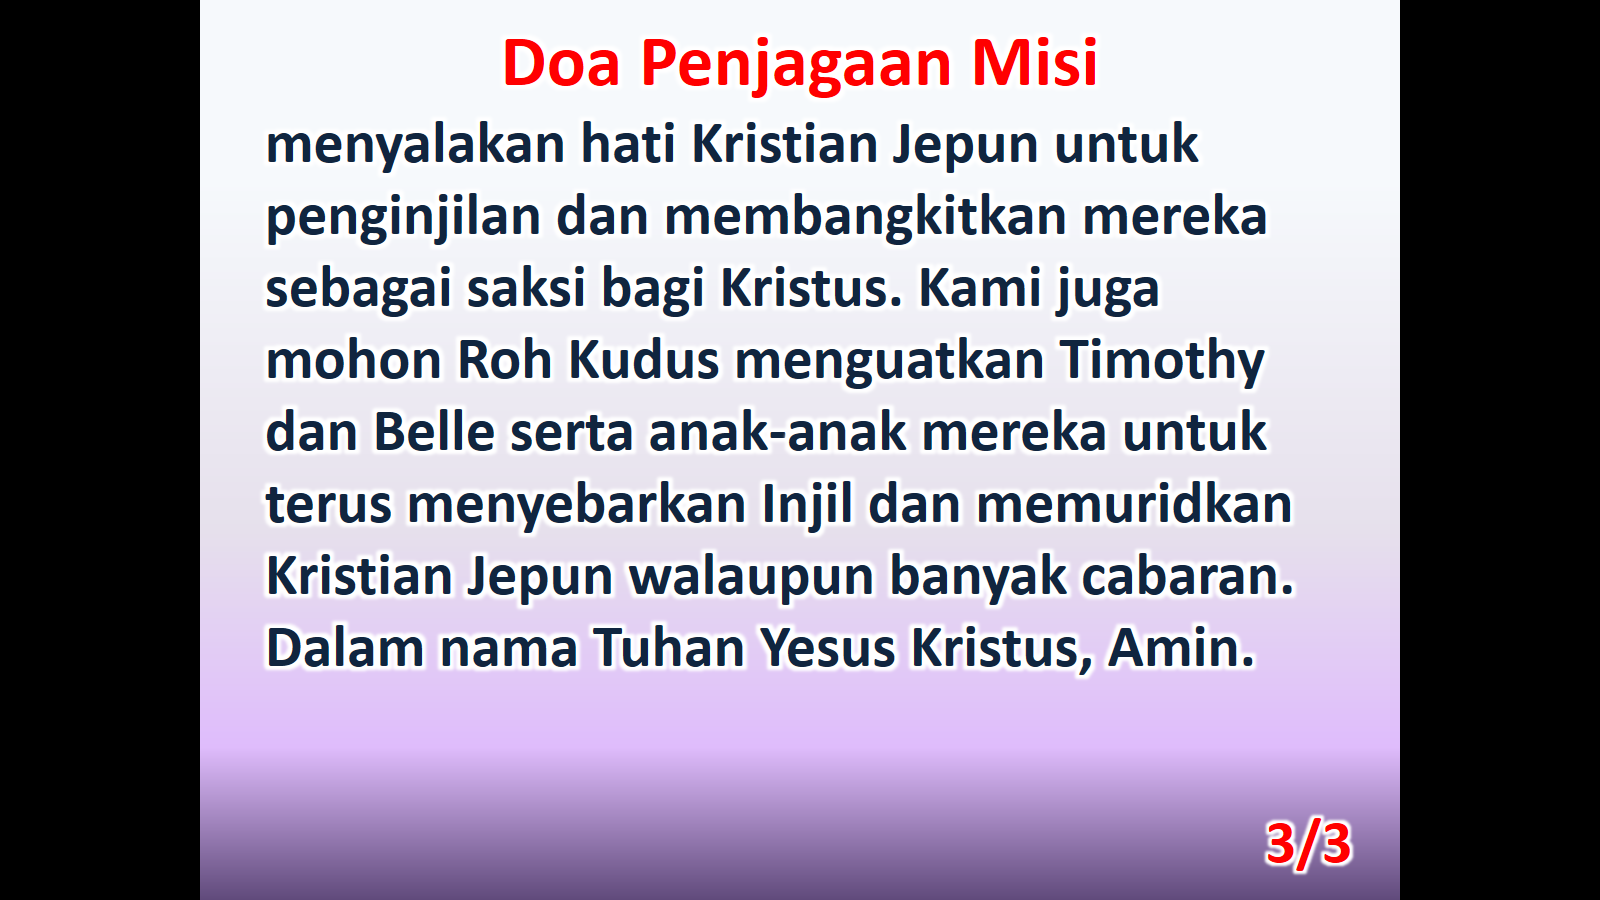 Doa Penjagaan Misi
menyalakan hati Kristian Jepun untuk
penginjilan dan membangkitkan mereka
sebagai saksi bagi Kristus. Kami juga
mohon Roh Kudus menguatkan Timothy
dan Belle serta anak-anak mereka untuk
terus menyebarkan Injil dan memuridkan
Kristian Jepun walaupun banyak cabaran.
Dalam nama Tuhan Yesus Kristus, Amin.
3/3